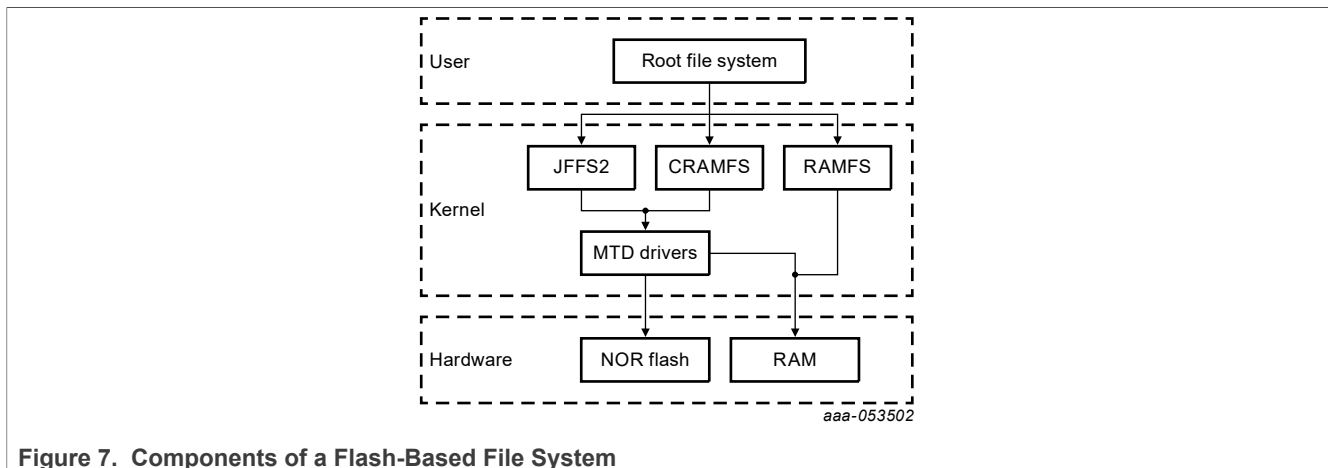 User
Root file system
Kernel
JFFS2
CRAMFS
RAMFS
MTD drivers
Hardware
NOR flash
RAM
aaa-053502
Figure 7. Components of a Flash-Based File System